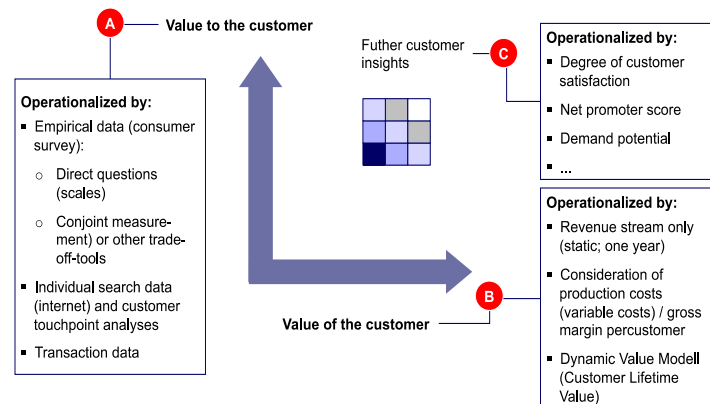 A
Value to the customer
Operationalized by:
▪ Empirical data (consumer
survey):
o Direct questions
(scales)
o Conjoint measure-
ment) or other trade-
off-tools
▪ Individual search data
(internet) and customer
touchpoint analyses
▪ Transaction data
Futher customer
insights
C
Operationalized by:
▪ Degree of customer
satisfaction
▪ Net promoter score
▪ Demand potential
▪ ...
B
Value of the customer
Operationalized by:
▪ Revenue stream only
(static; one year)
▪ Consideration of
production costs
(variable costs) / gross
margin percustomer
▪ Dynamic Value Modell
(Customer Lifetime
Value)